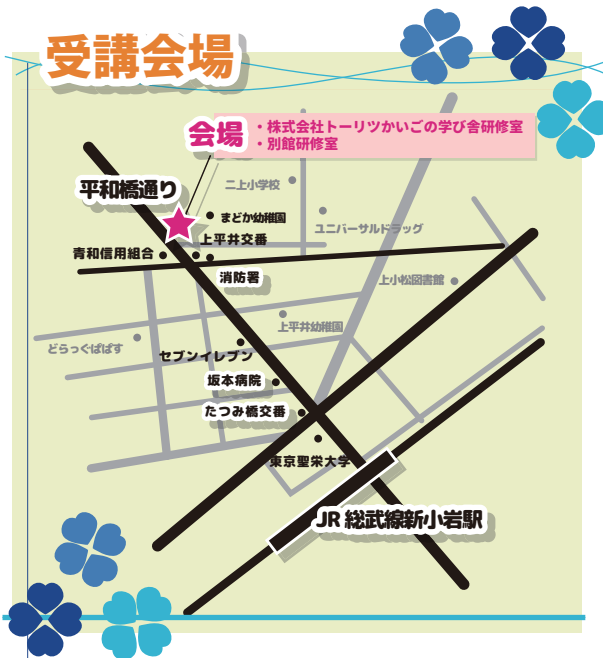 受講会場
会場
・株式会社トーリツかいごの学び舎研修室
・別館研修室
平和橋通り
二上小学校
まどか幼稚園
ユニバーサルドラッグ
上平井交番
青和信用組合
消防署
上小松図書館
上平井幼稚園
どらっぐぱぱす
セブンイレブン
坂本病院
たつみ橋交番
東京聖栄大学
JR 総武線新小岩駅